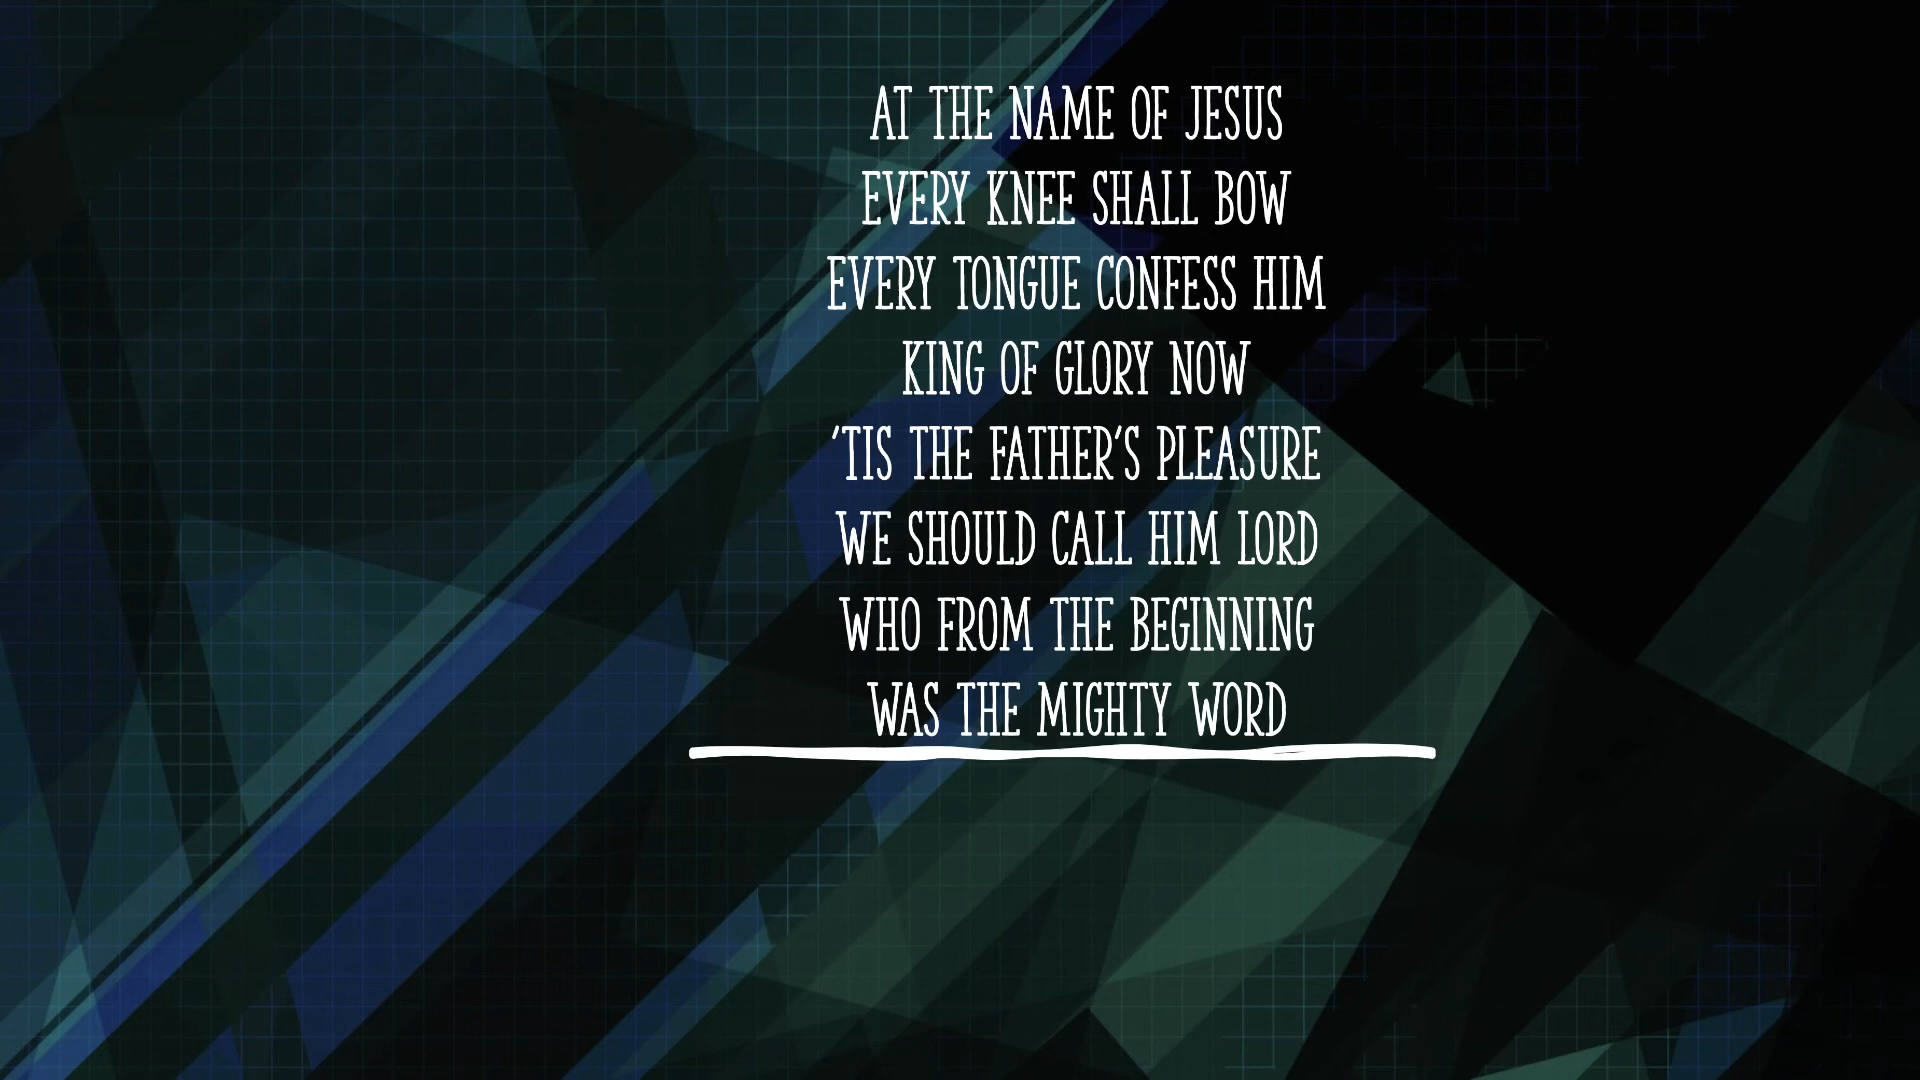 AT THE NAME OF JESUS
EVERY KNEE SHALL BOW
EVERY TONGUE CONFESS HIM
KING OF GLORY NOW
'TIS THE FATHER'S PLEASURE
WE SHOULD CALL HIM LORD
WHO FROM THE BEGINNING
WAS THE MIGHTY WORD